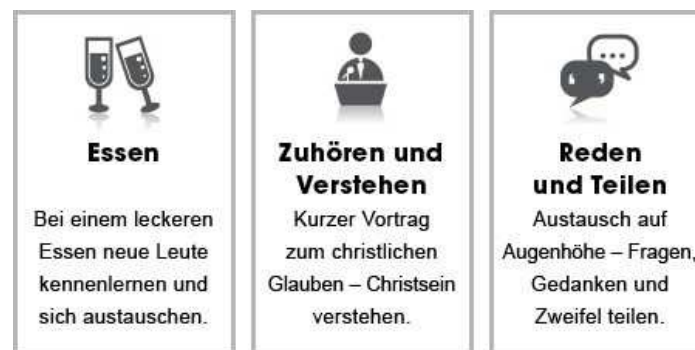 Essen
Bei einem leckeren
Essen neue Leute
kennenlernen und
sich austauschen.
Zuhören und
Verstehen
Kurzer Vortrag
zum christlichen
Glauben – Christsein
verstehen.
Reden
und Teilen
Austausch auf
Augenhöhe – Fragen,
Gedanken und
Zweifel teilen.